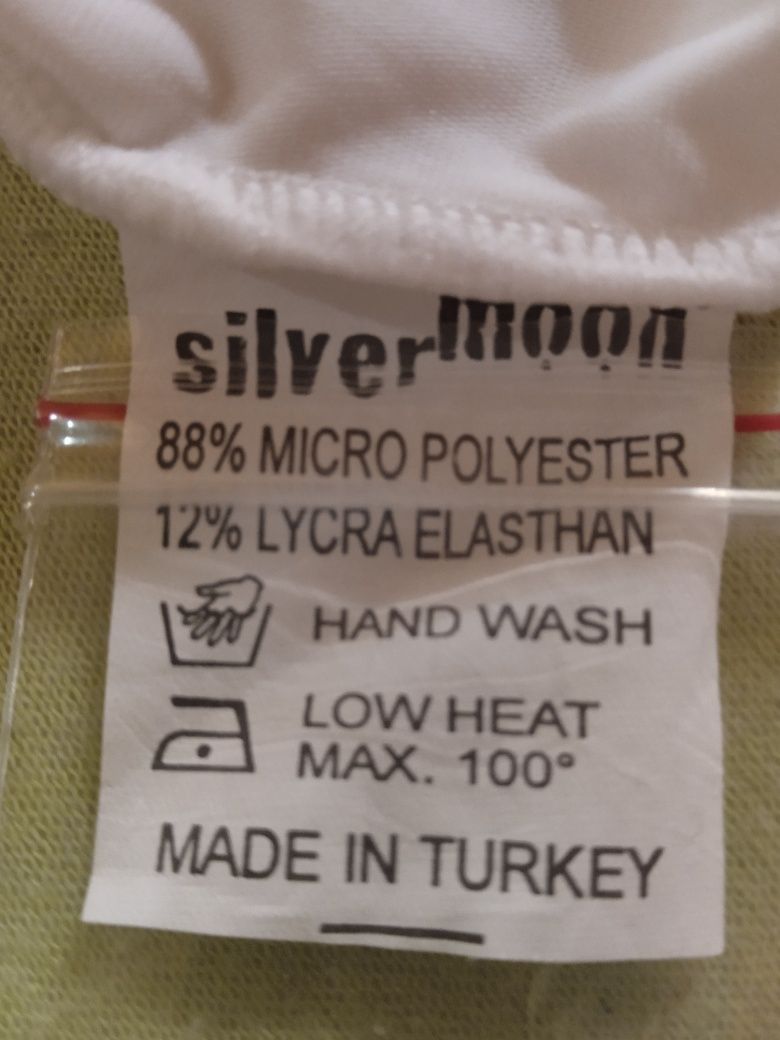 silvermoon
88% MICRO POLYESTER
12% LYCRA ELASTHAN
HAND WASH
LOW HEAT
MAX. 100°
MADE IN TURKEY